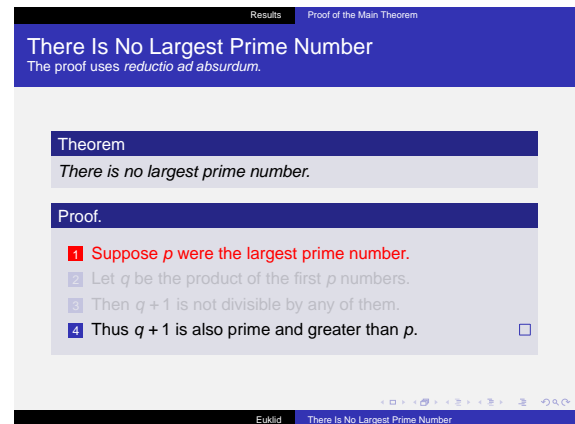 Results Proof of the Main Theorem
There Is No Largest Prime Number
The proof uses reductio ad absurdum.
Theorem
There is no largest prime number.
Proof.
1 Suppose p were the largest prime number.
2 Let q be the product of the first p numbers.
3 Then q + 1 is not divisible by any of them.
4 Thus q + 1 is also prime and greater than p.
Euklid There Is No Largest Prime Number